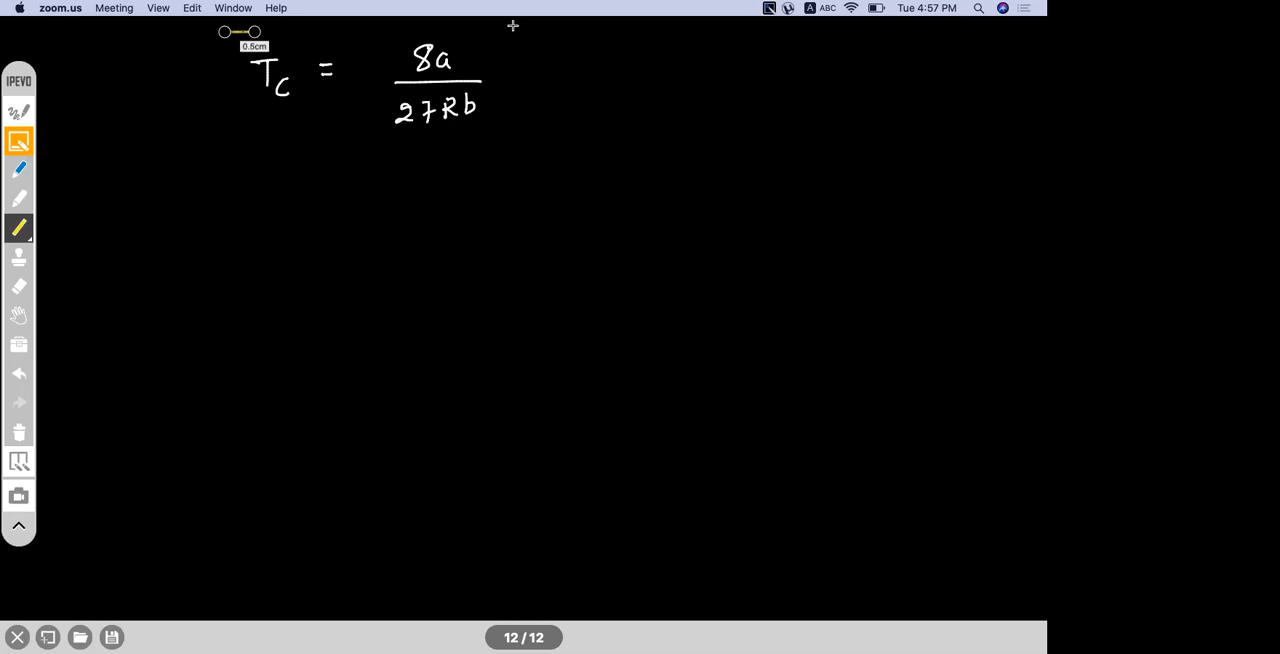 zoom.us Meeting View Edit Window Help A ABC Tue 4:57 PM
0.5cm
IPEVO
T_C = 8a
27Rb
12/12